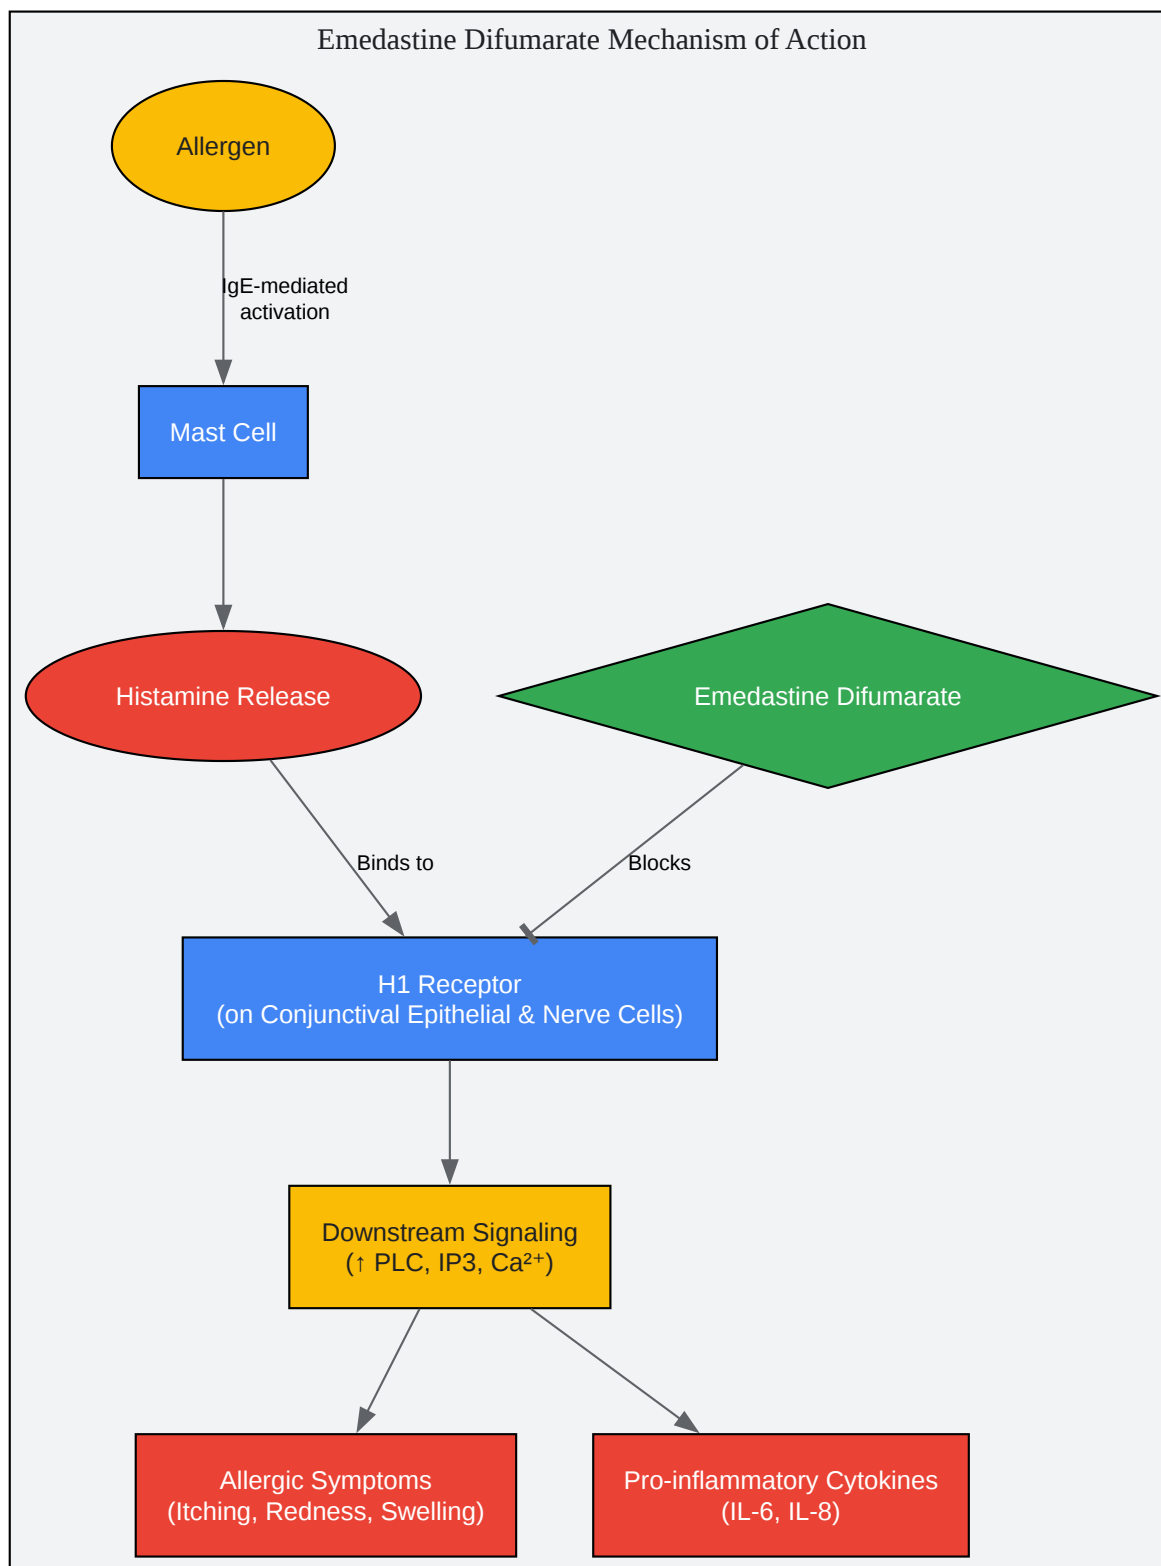 Emedastine Difumarate Mechanism of Action
Allergen
IgE-mediated
activation
Mast Cell
Histamine Release
Emedastine Difumarate
Binds to
Blocks
H1 Receptor
(on Conjunctival Epithelial & Nerve Cells)
Downstream Signaling
(↑ PLC, IP3, Ca²⁺)
Allergic Symptoms
(Itching, Redness, Swelling)
Pro-inflammatory Cytokines
(IL-6, IL-8)